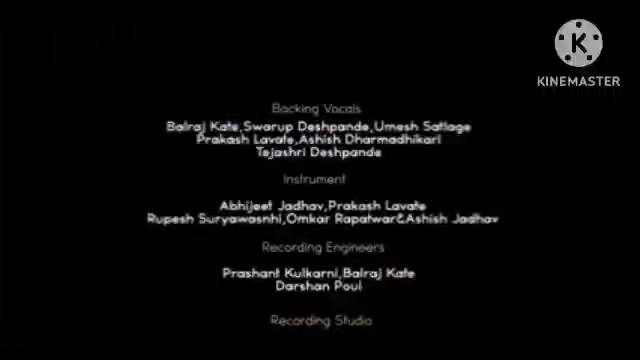 KINEMASTER
Backing Vocals
Balraj Kate,Swarup Deshpande,Umesh Satlage
Prakash Lavate,Ashish Dharmadhikari
Tejashri Deshpande
Instrument
Abhijeet Jadhav,Prakash Lavate
Rupesh Suryawasnhi,Omkar Rapatwar&Ashish Jadhav
Recording Engineers
Prashant Kulkarni,Balraj Kate
Darshan Poul
Recording Studio